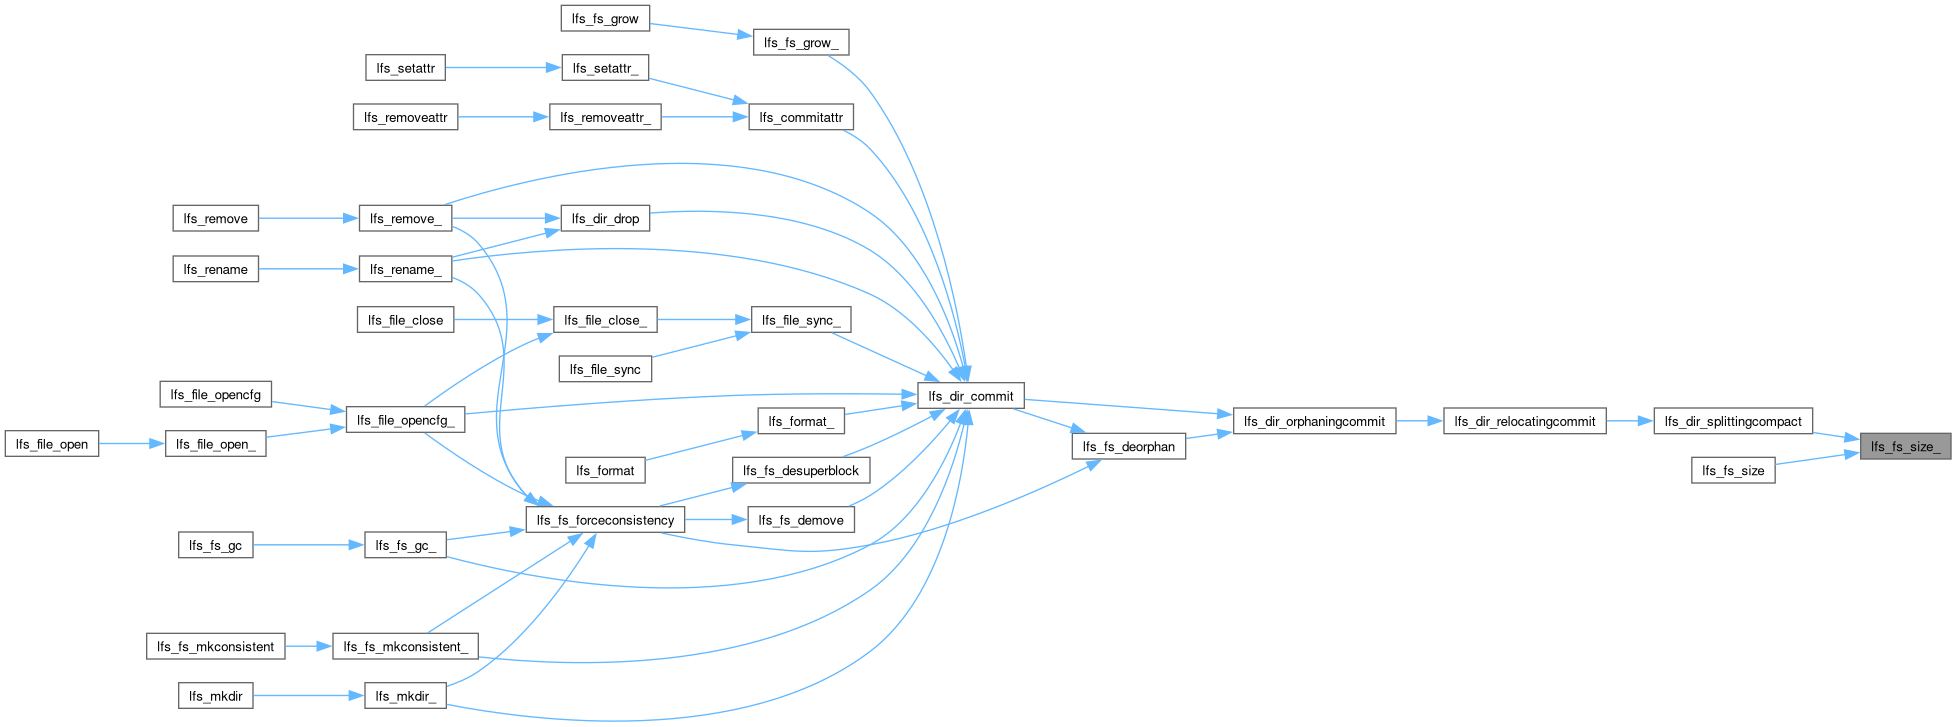 lfs_fs_grow
lfs_fs_grow_
lfs_setattr
lfs_setattr_
lfs_removeattr
lfs_removeattr_
lfs_commitattr
lfs_remove
lfs_remove_
lfs_dir_drop
lfs_rename
lfs_rename_
lfs_file_close
lfs_file_close_
lfs_file_sync_
lfs_file_sync
lfs_file_opencfg
lfs_dir_commit
lfs_file_opencfg_
lfs_format_
lfs_dir_orphaningcommit
lfs_dir_relocatingcommit
lfs_dir_splittingcompact
lfs_file_open
lfs_file_open_
lfs_fs_deorphan
lfs_fs_size_
lfs_format
lfs_fs_desuperblock
lfs_fs_size
lfs_fs_forceconsistency
lfs_fs_demove
lfs_fs_gc
lfs_fs_gc_
lfs_fs_mkconsistent
lfs_fs_mkconsistent_
lfs_mkdir
lfs_mkdir_